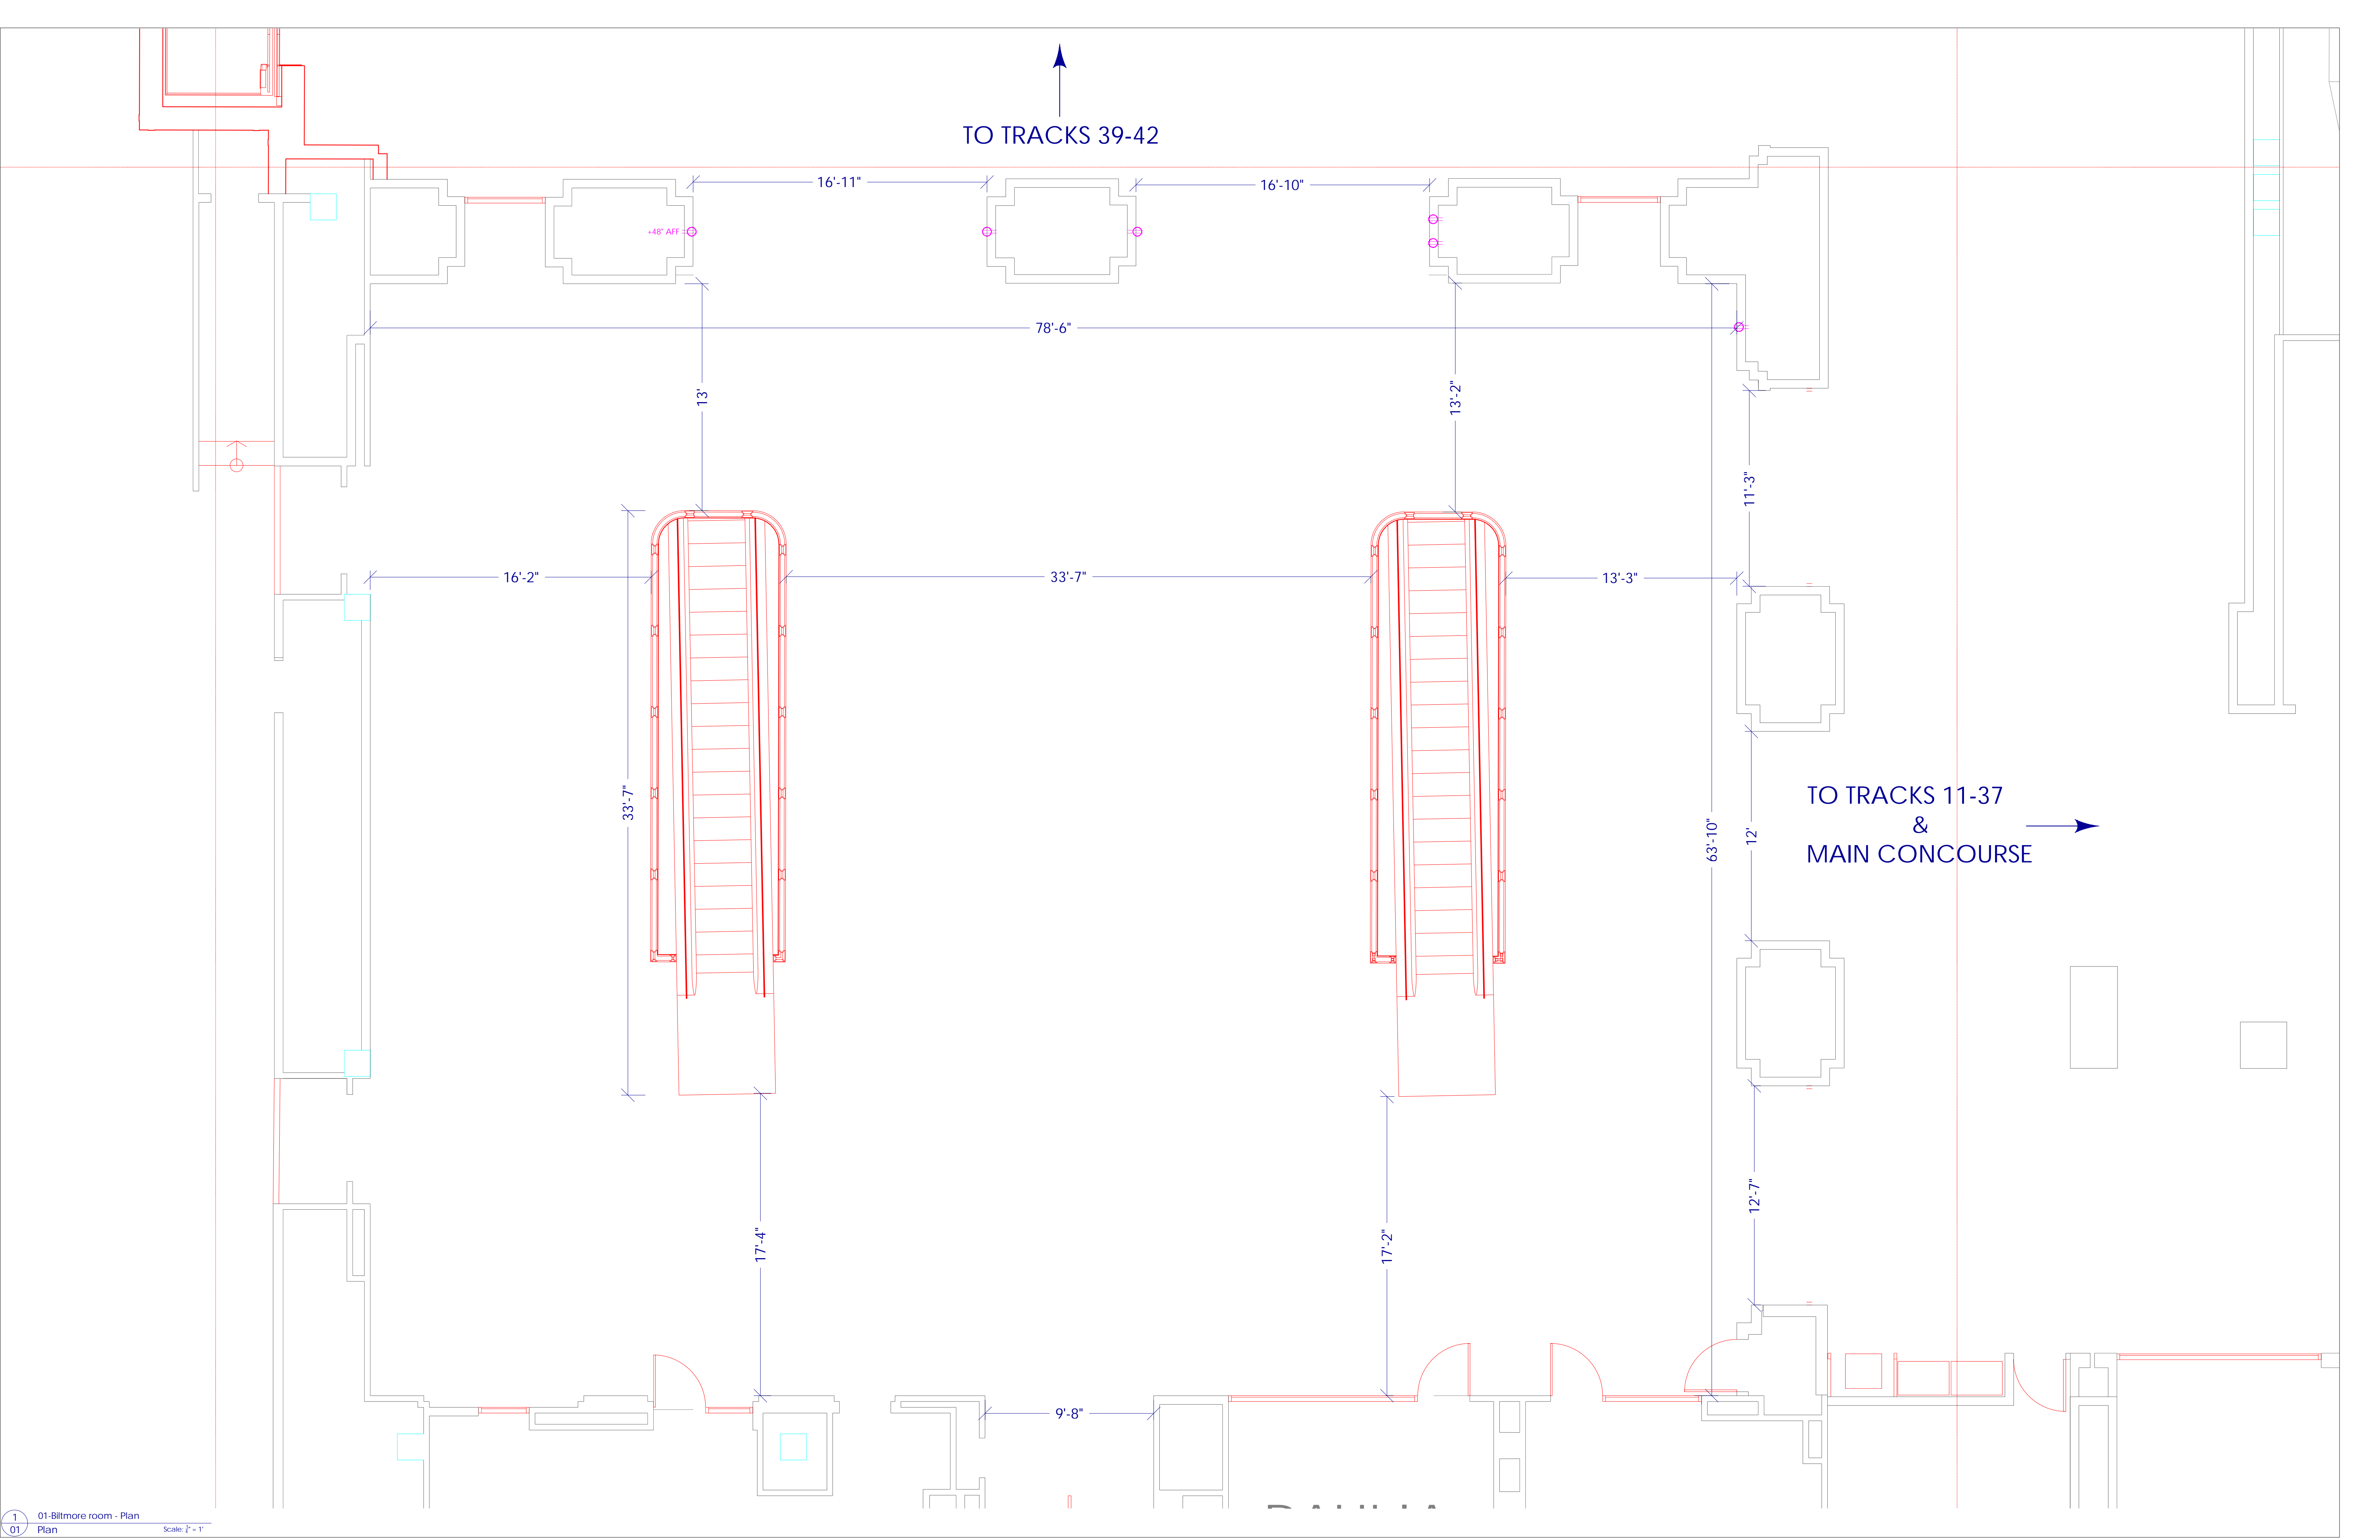 TO TRACKS 39-42
16'-11"
16'-10"
+48" AFF
78'-6"
13'
13'-2"
11'-3"
16'-2"
33'-7"
13'-3"
33'-7"
63'-10"
12'
TO TRACKS 11-37
&
MAIN CONCOURSE
12'-7"
17'-4"
17'-2"
9'-8"
1
01-Biltmore room - Plan
01
Plan
Scale: = 1'